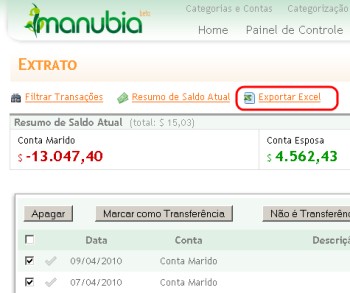 imanubia beta
Categorias e Contas Categorização
Home Painel de Controle
EXTRATO
Filtrar Transações Resumo de Saldo Atual Exportar Excel
Resumo de Saldo Atual (total: $ 15,03)
Conta Marido Conta Esposa
$ -13.047,40 $ 4.562,43
Apagar Marcar como Transferência Não é Transferên
Data Conta Descriç
09/04/2010 Conta Marido
07/04/2010 Conta Marido